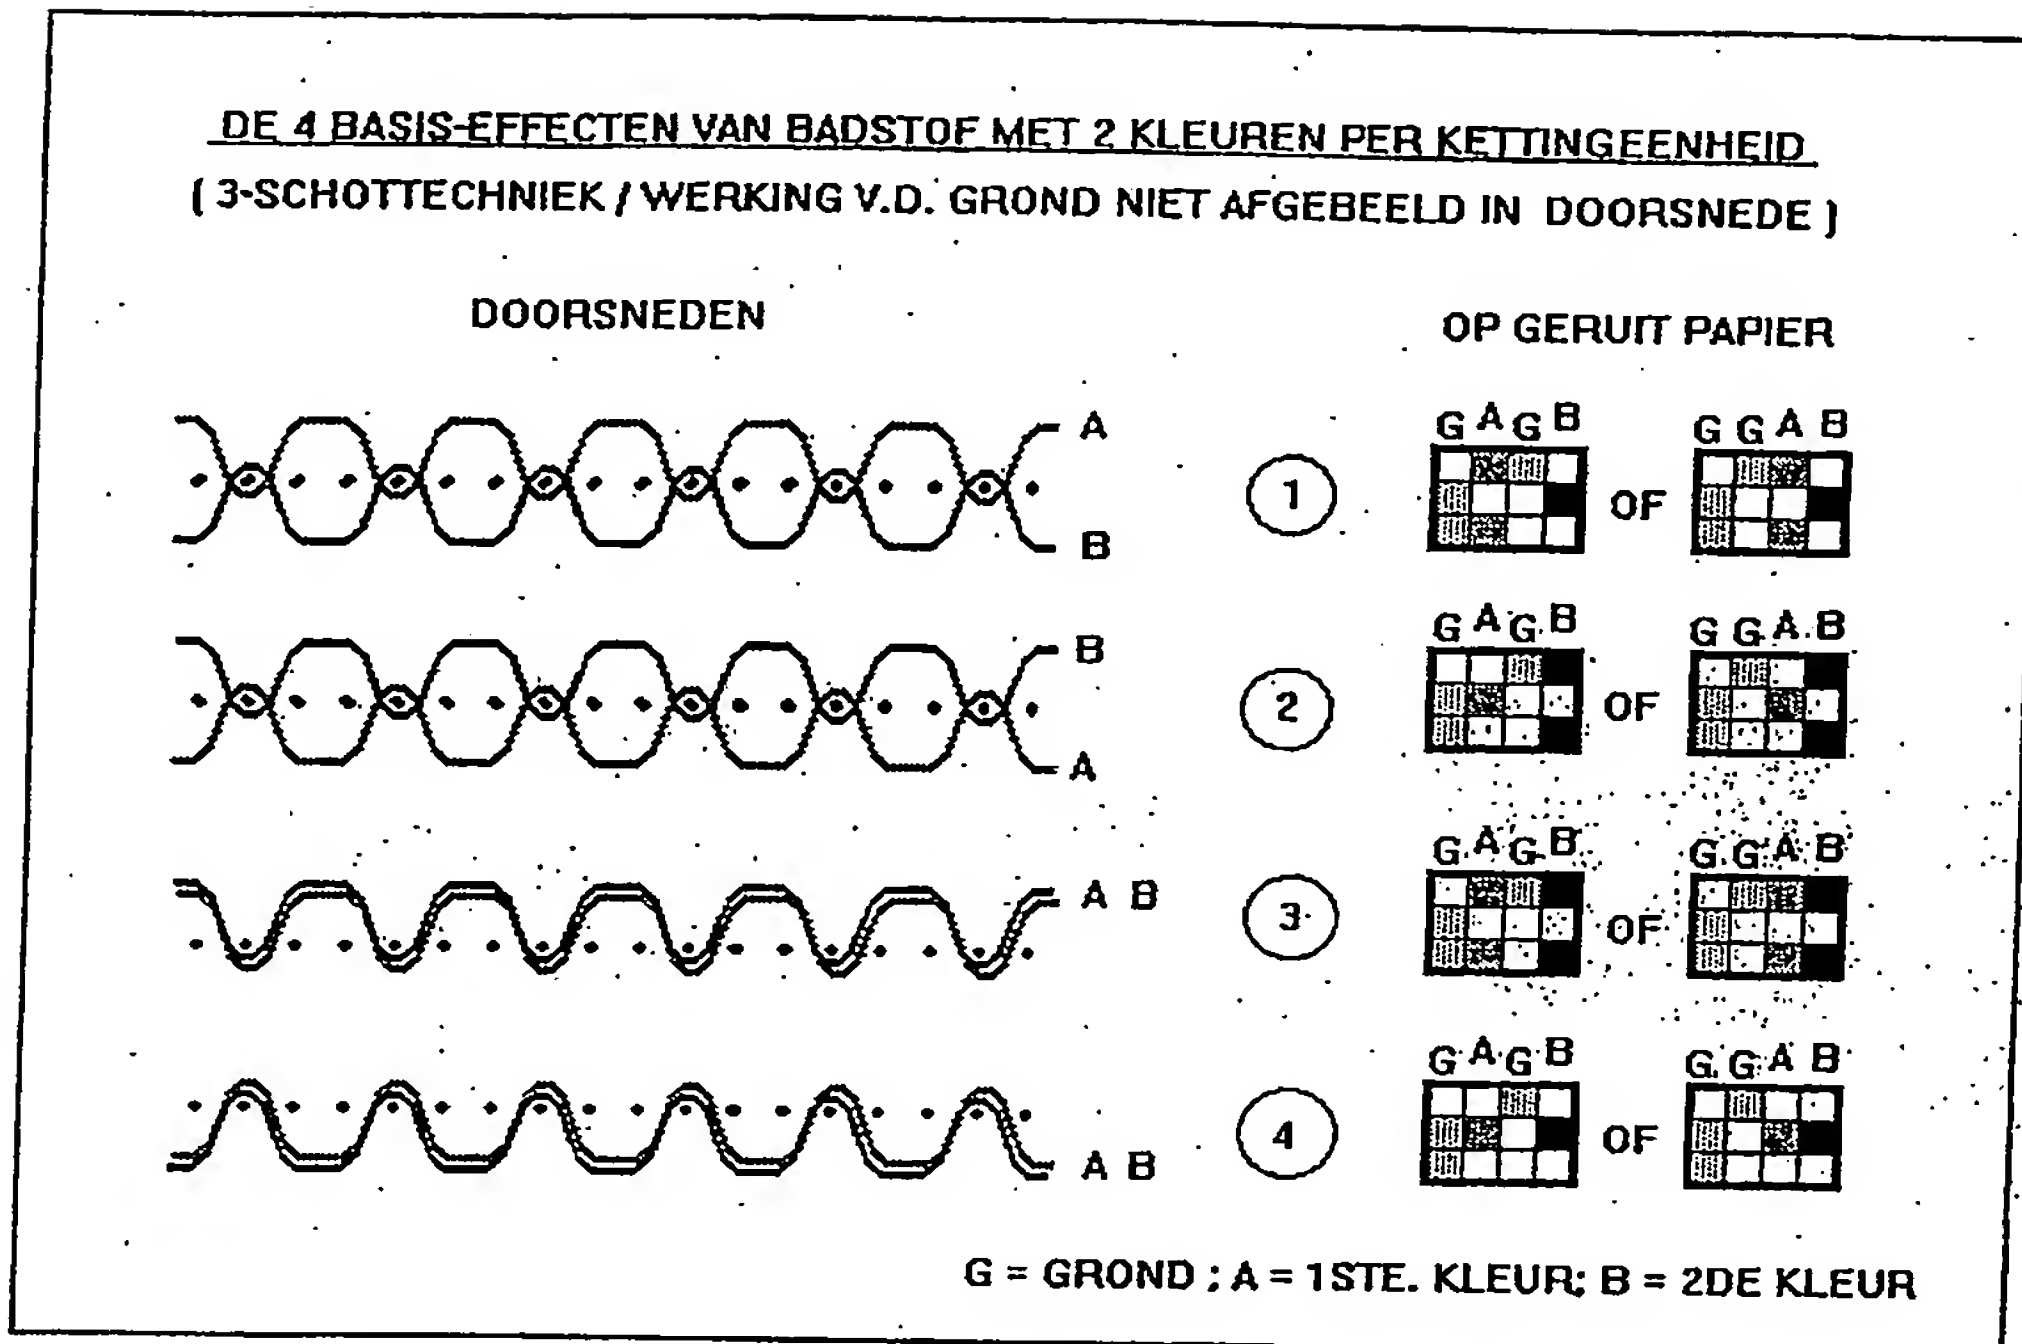 DE 4 BASIS-EFFECTEN VAN BADSTOF MET 2 KLEUREN PER KETTINGEENHEID
( 3-SCHOTTECHNIEK / WERKING V.D. GROND NIET AFGEBEELD IN DOORSNEDE )
DOORSNEDEN
OP GERUIT PAPIER
A
B
1
G A G B
OF
G G A B
B
A
2
G A G B
OF
G G A B
A B
3
G A G B
OF
G G A B
A B
4
G A G B
OF
G G A B
G = GROND ; A = 1STE. KLEUR; B = 2DE KLEUR